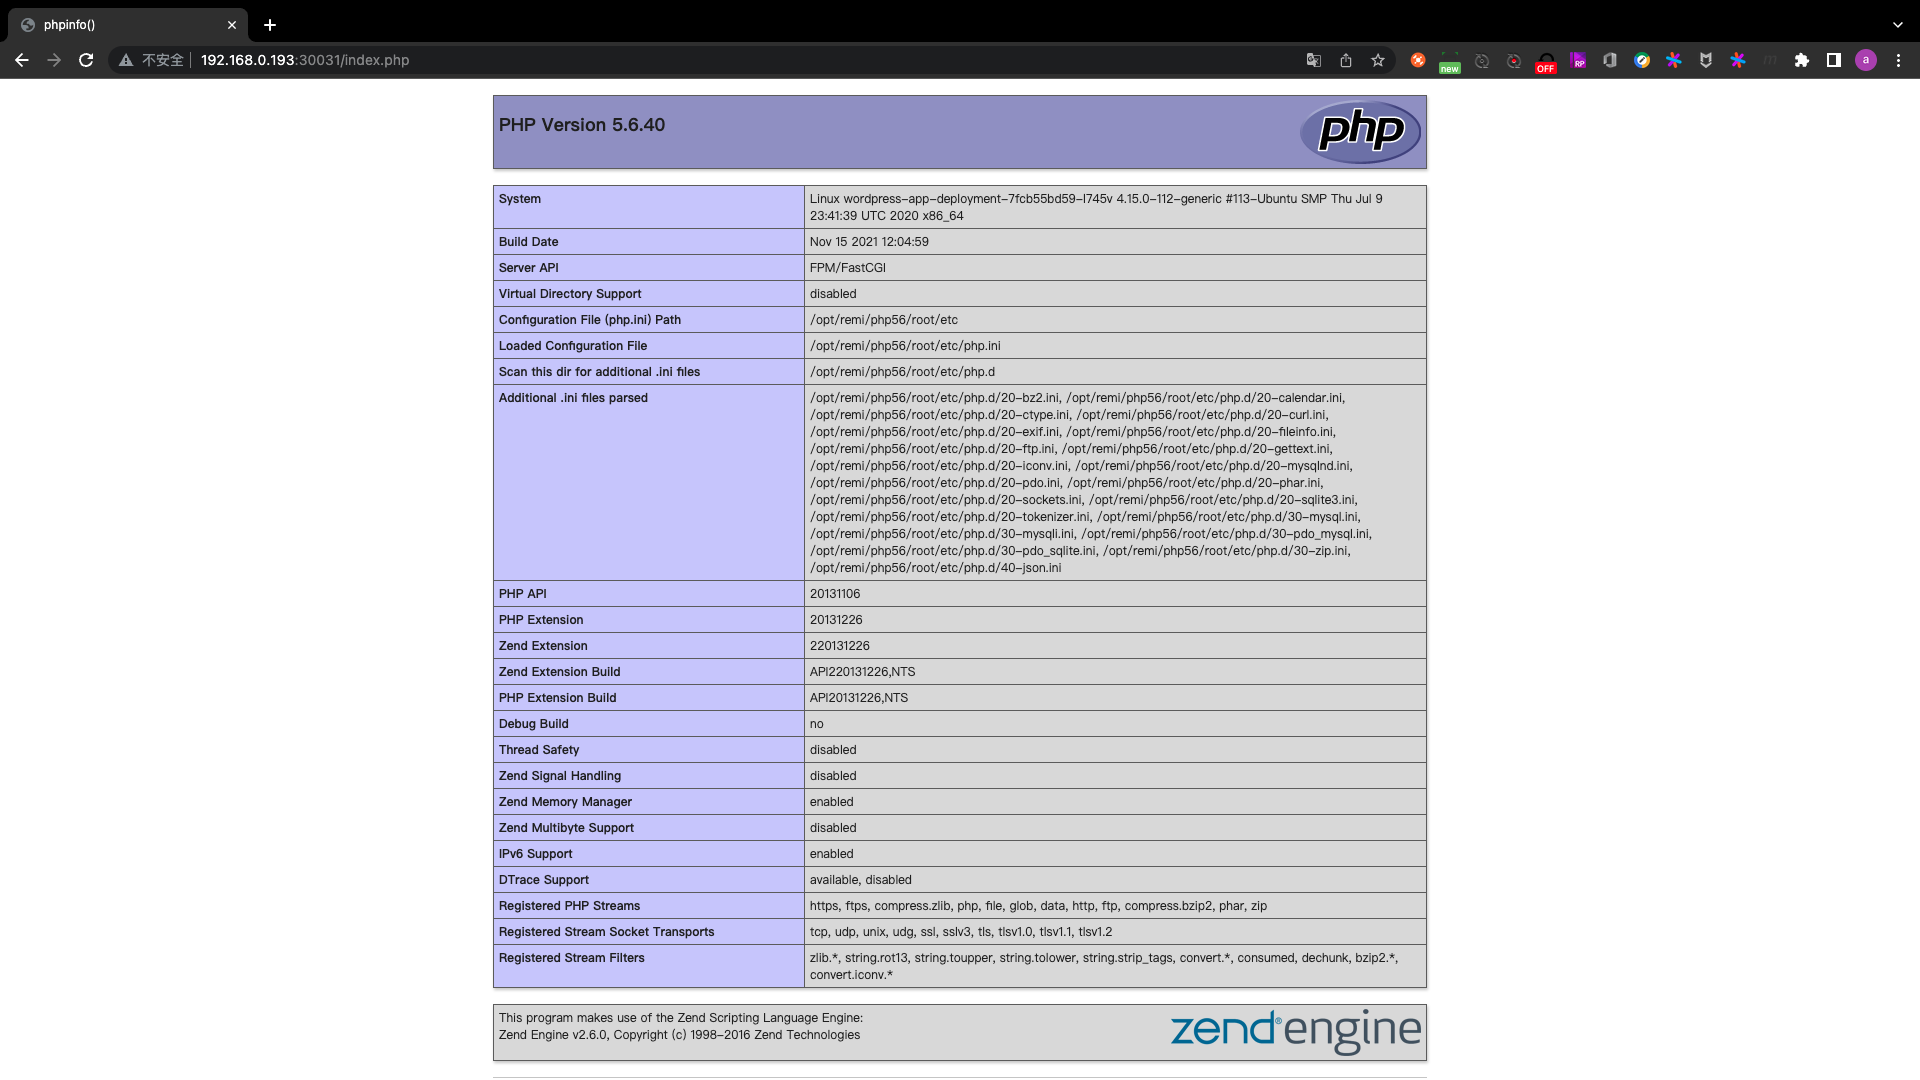 phpinfo()
不安全 192.168.0.193:30031/index.php
new
OFF
RP
a
PHP Version 5.6.40
php
System Linux wordpress-app-deployment-7fcb55bd59-l745v 4.15.0-112-generic #113-Ubuntu SMP Thu Jul 9
23:41:39 UTC 2020 x86_64
Build Date Nov 15 2021 12:04:59
Server API FPM/FastCGI
Virtual Directory Support disabled
Configuration File (php.ini) Path /opt/remi/php56/root/etc
Loaded Configuration File /opt/remi/php56/root/etc/php.ini
Scan this dir for additional .ini files /opt/remi/php56/root/etc/php.d
Additional .ini files parsed /opt/remi/php56/root/etc/php.d/20-bz2.ini, /opt/remi/php56/root/etc/php.d/20-calendar.ini,
/opt/remi/php56/root/etc/php.d/20-ctype.ini, /opt/remi/php56/root/etc/php.d/20-curl.ini,
/opt/remi/php56/root/etc/php.d/20-exif.ini, /opt/remi/php56/root/etc/php.d/20-fileinfo.ini,
/opt/remi/php56/root/etc/php.d/20-ftp.ini, /opt/remi/php56/root/etc/php.d/20-gettext.ini,
/opt/remi/php56/root/etc/php.d/20-iconv.ini, /opt/remi/php56/root/etc/php.d/20-mysqlnd.ini,
/opt/remi/php56/root/etc/php.d/20-pdo.ini, /opt/remi/php56/root/etc/php.d/20-phar.ini,
/opt/remi/php56/root/etc/php.d/20-sockets.ini, /opt/remi/php56/root/etc/php.d/20-sqlite3.ini,
/opt/remi/php56/root/etc/php.d/20-tokenizer.ini, /opt/remi/php56/root/etc/php.d/30-mysql.ini,
/opt/remi/php56/root/etc/php.d/30-mysqli.ini, /opt/remi/php56/root/etc/php.d/30-pdo_mysql.ini,
/opt/remi/php56/root/etc/php.d/30-pdo_sqlite.ini, /opt/remi/php56/root/etc/php.d/30-zip.ini,
/opt/remi/php56/root/etc/php.d/40-json.ini
PHP API 20131106
PHP Extension 20131226
Zend Extension 220131226
Zend Extension Build API220131226,NTS
PHP Extension Build API20131226,NTS
Debug Build no
Thread Safety disabled
Zend Signal Handling disabled
Zend Memory Manager enabled
Zend Multibyte Support disabled
IPv6 Support enabled
DTrace Support available, disabled
Registered PHP Streams https, ftps, compress.zlib, php, file, glob, data, http, ftp, compress.bzip2, phar, zip
Registered Stream Socket Transports tcp, udp, unix, udg, ssl, sslv3, tls, tlsv1.0, tlsv1.1, tlsv1.2
Registered Stream Filters zlib.*, string.rot13, string.toupper, string.tolower, string.strip_tags, convert.*, consumed, dechunk, bzip2.*,
convert.iconv.*
This program makes use of the Zend Scripting Language Engine:
Zend Engine v2.6.0, Copyright (c) 1998-2016 Zend Technologies
zend® engine